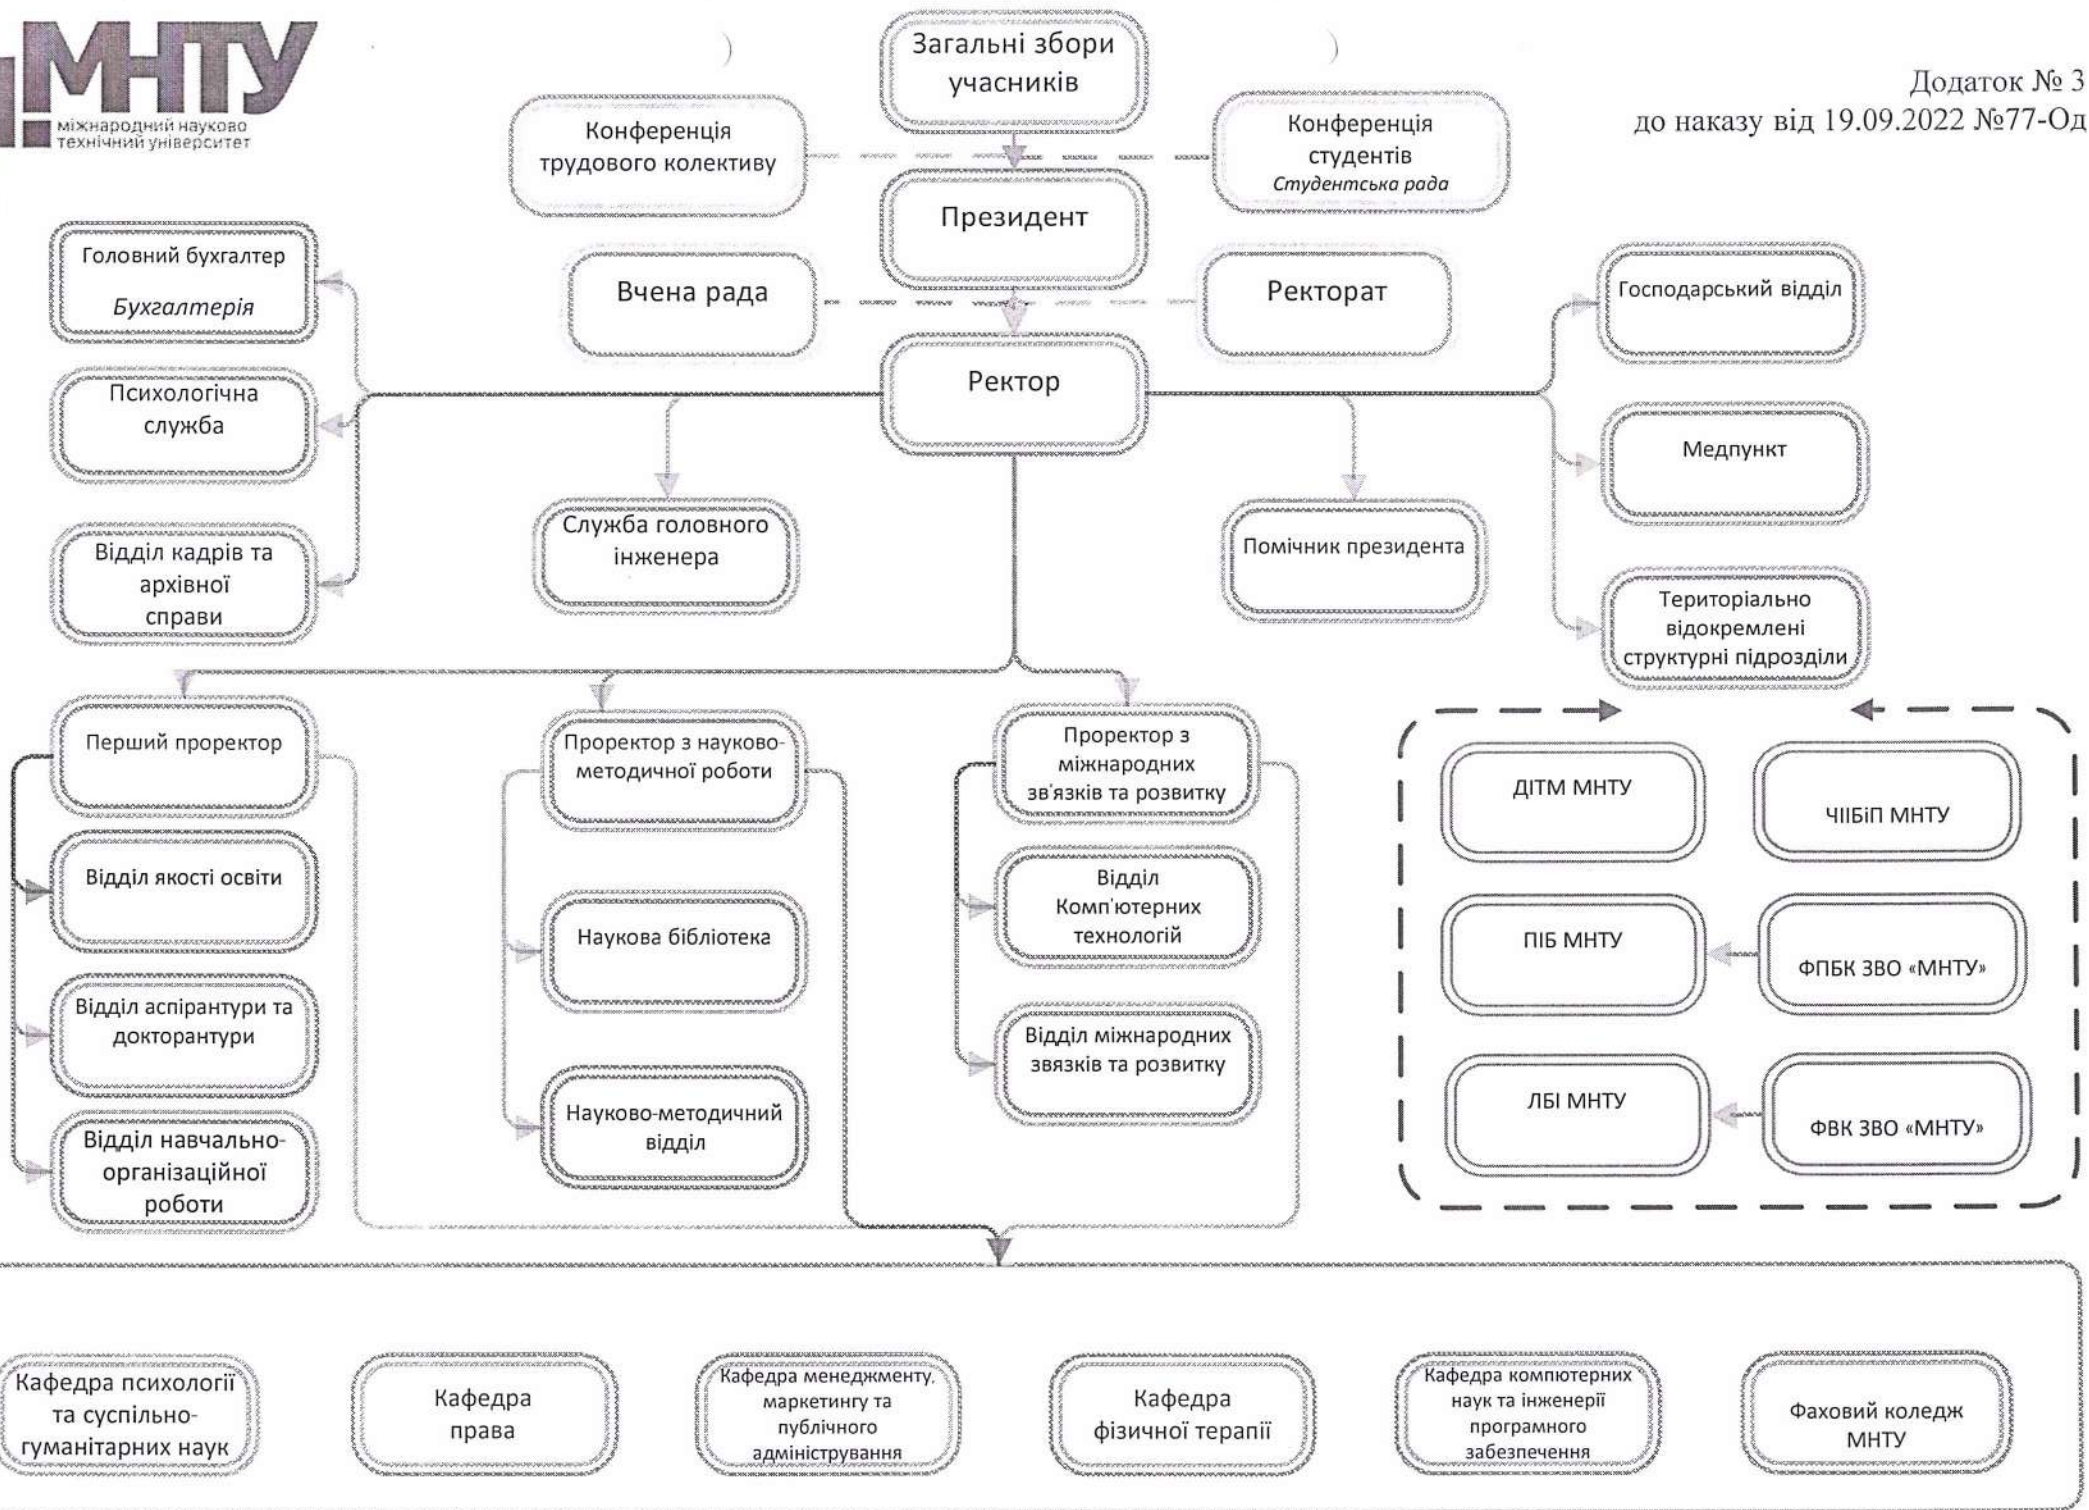 МНТУ
міжнародний науково
технічний університет
Загальні збори
учасників
Додаток № 3
до наказу від 19.09.2022 №77-Од
Конференція
трудового колективу
Конференція
студентів
Студентська рада
Президент
Головний бухгалтер
Бухгалтерія
Вчена рада
Ректорат
Господарський відділ
Ректор
Психологічна
служба
Медпункт
Відділ кадрів та
архівної
справи
Служба головного
інженера
Помічник президента
Територіально
відокремлені
структурні підрозділи
Перший проректор
Проректор з науково-
методичної роботи
Проректор з
міжнародних
зв'язків та розвитку
ДІТМ МНТУ
ЧІІБіП МНТУ
Відділ якості освіти
Наукова бібліотека
Відділ
Комп'ютерних
технологій
ПІБ МНТУ
ФПБК ЗВО «МНТУ»
Відділ аспірантури та
докторантури
Відділ міжнародних
звязків та розвитку
ЛБІ МНТУ
ФВК ЗВО «МНТУ»
Відділ навчально-
організаційної
роботи
Науково-методичний
відділ
Кафедра психології
та суспільно-
гуманітарних наук
Кафедра
права
Кафедра менеджменту,
маркетингу та
публічного
адміністрування
Кафедра
фізичної терапії
Кафедра компютерних
наук та інженерії
програмного
забезпечення
Фаховий коледж
МНТУ